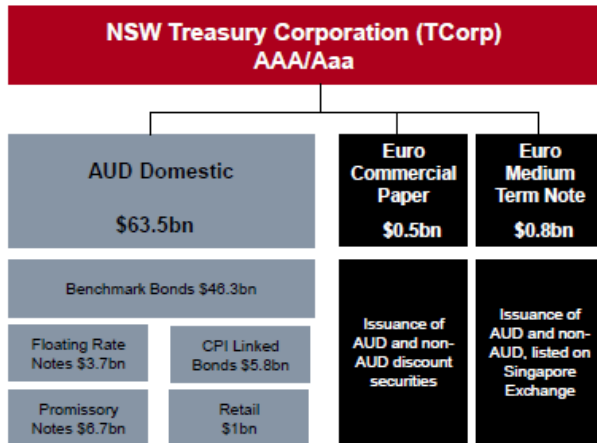 NSW Treasury Corporation (TCorp)
AAA/Aaa
AUD Domestic
$63.5bn
Euro
Commercial
Paper
$0.5bn
Euro
Medium
Term Note
$0.8bn
Benchmark Bonds $46.3bn
Floating Rate
Notes $3.7bn
CPI Linked
Bonds $5.8bn
Promissory
Notes $6.7bn
Retail
$1bn
Issuance of
AUD and non-
AUD discount
securities
Issuance of
AUD and non-
AUD, listed on
Singapore
Exchange